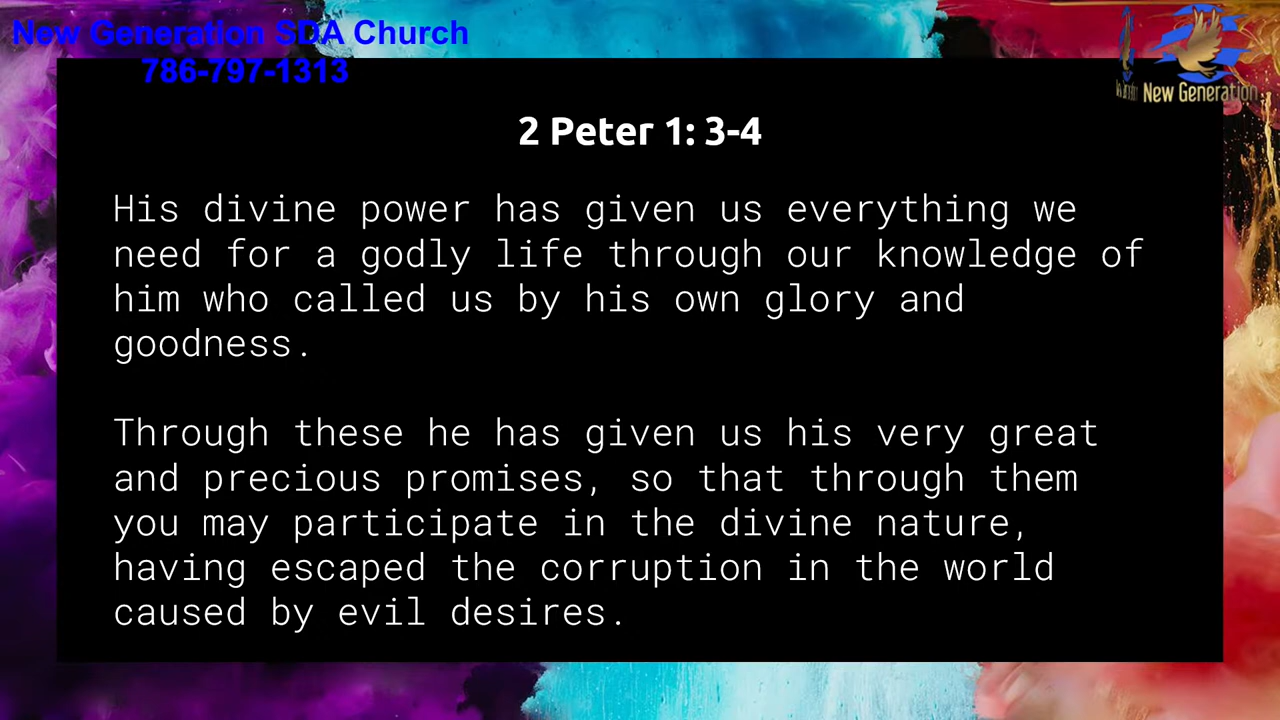 New Generation SDA Church
786-797-1313
New Generation
2 Peter 1: 3-4
His divine power has given us everything we
need for a godly life through our knowledge of
him who called us by his own glory and
goodness.
Through these he has given us his very great
and precious promises, so that through them
you may participate in the divine nature,
having escaped the corruption in the world
caused by evil desires.